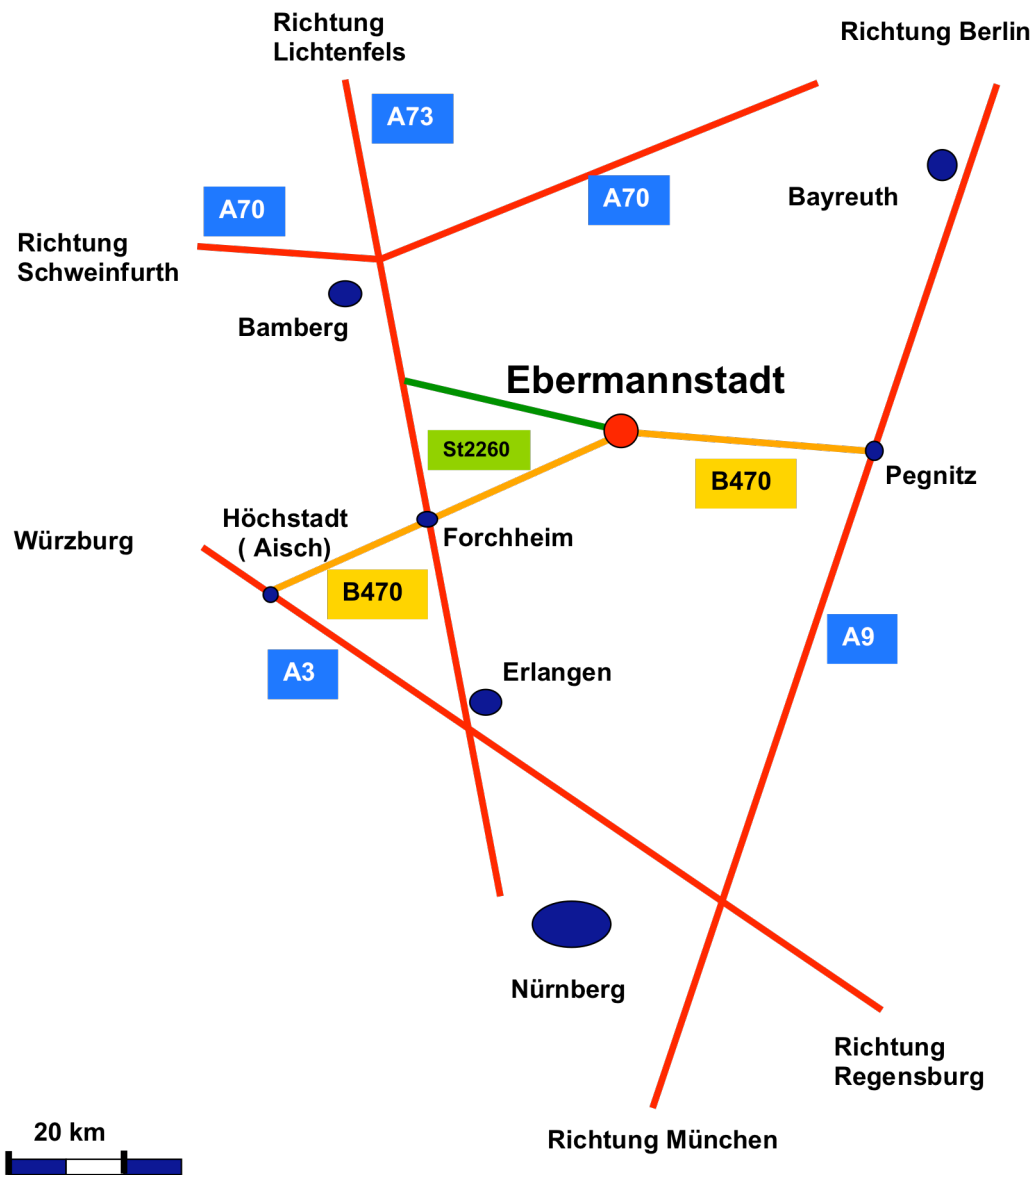 Richtung
Lichtenfels
Richtung Berlin
A73
Bayreuth
A70
A70
Richtung
Schweinfurth
Bamberg
Ebermannstadt
St2260
B470
Pegnitz
Höchstadt
( Aisch)
Würzburg
Forchheim
B470
A9
A3
Erlangen
Nürnberg
Richtung
Regensburg
20 km
Richtung München